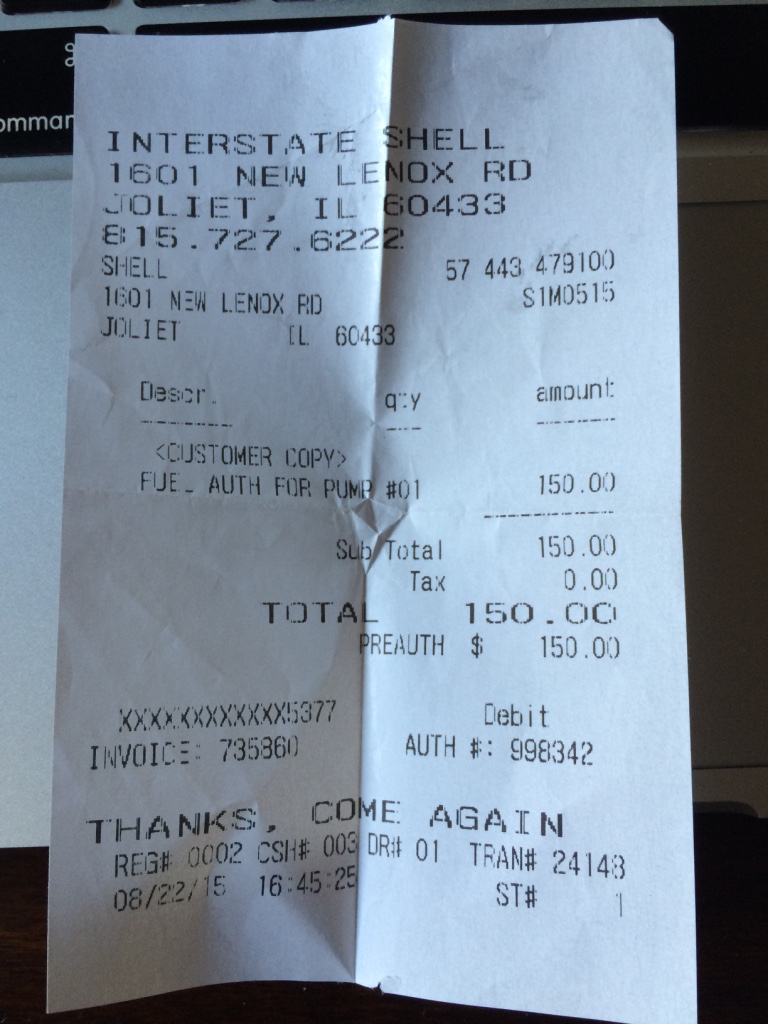 ⌘
INTERSTATE SHELL
1601 NEW LENOX RD
JOLIET, IL 60433
815.727.6222
SHELL 57 443 479100
1601 NEW LENOX RD S1M0515
JOLIET IL 60433
Descr. qty amount
<CUSTOMER COPY>
FUEL AUTH FOR PUMP #01 150.00
Sub Total 150.00
Tax 0.00
TOTAL 150.00
PREAUTH $ 150.00
XXXXXXXXXXXX5377 Debit
INVOICE: 735860 AUTH #: 998342
THANKS, COME AGAIN
REG# 0002 CSH# 003 DR# 01 TRAN# 24148
08/22/15 16:45:25 ST# 1